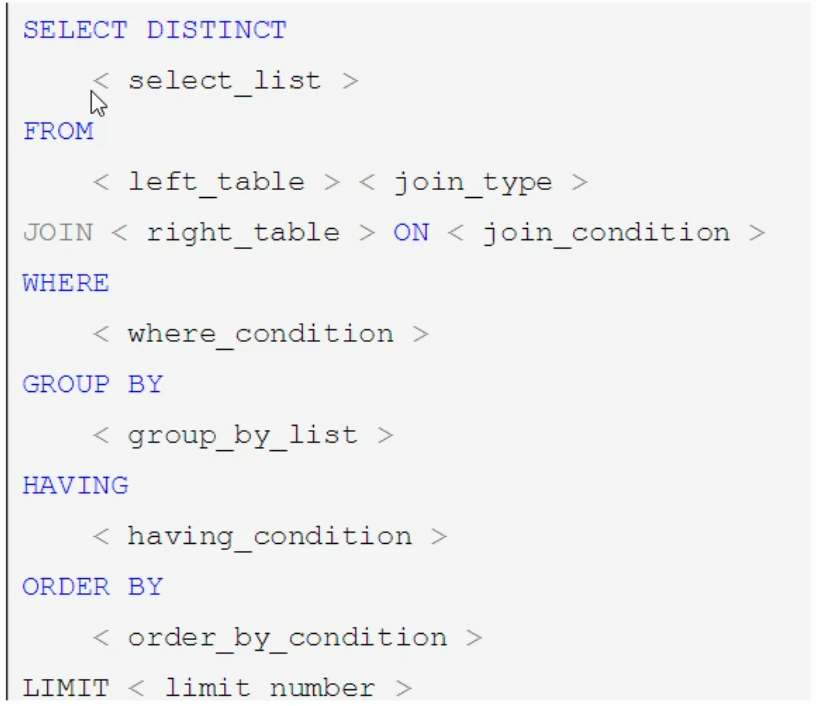 SELECT DISTINCT
< select_list >
FROM
< left_table > < join_type >
JOIN < right_table > ON < join_condition >
WHERE
< where_condition >
GROUP BY
< group_by_list >
HAVING
< having_condition >
ORDER BY
< order_by_condition >
LIMIT < limit number >